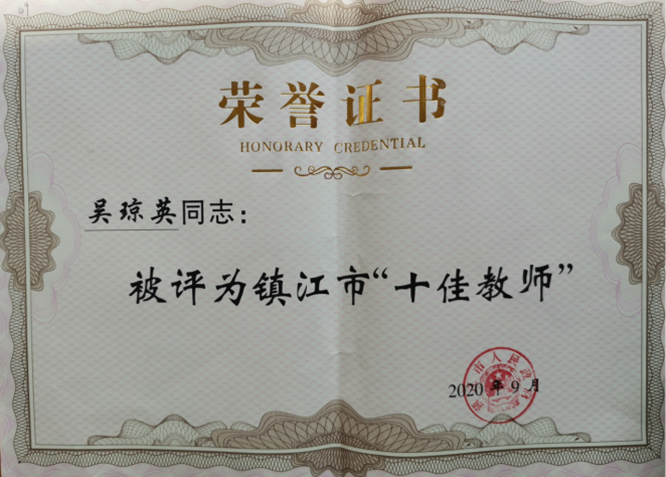 荣誉证书
HONORARY CREDENTIAL
吴琼英同志：
被评为镇江市“十佳教师”
2020年9月